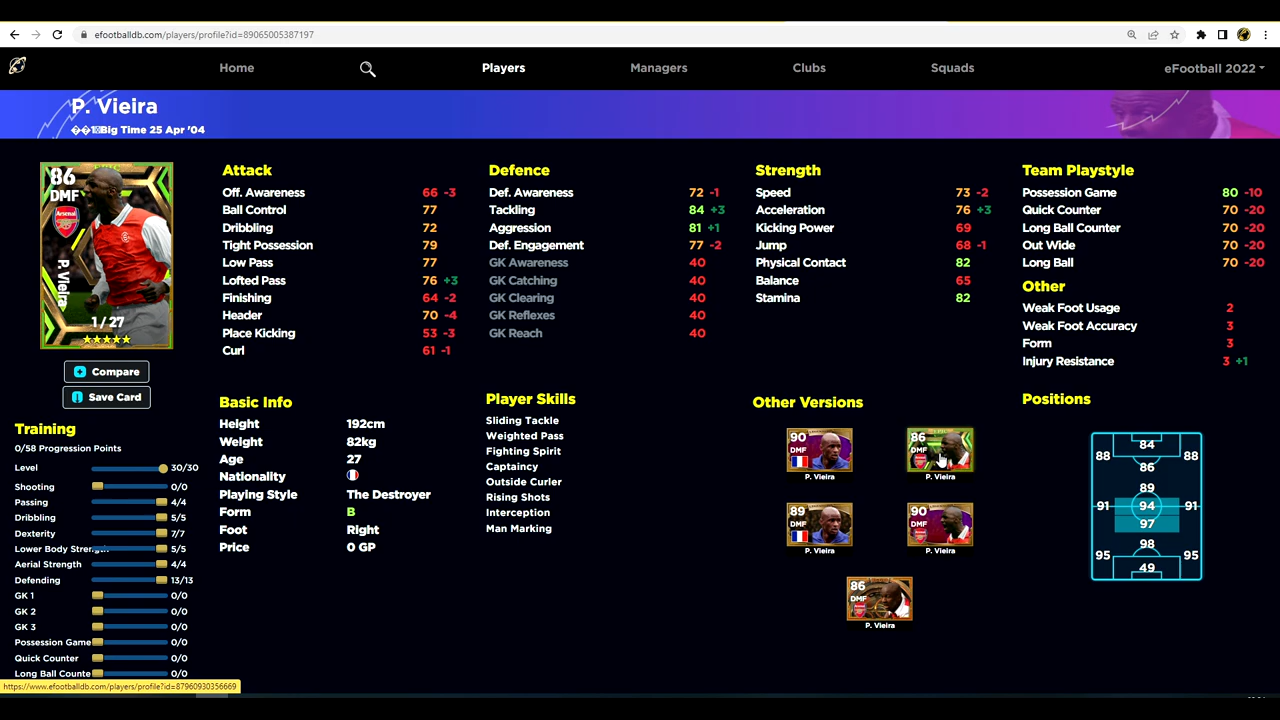 efootballdb.com/players/profile?id=89065005387197
Home
Players
Managers
Clubs
Squads
eFootball 2022
P. Vieira
Big Time 25 Apr '04
86
DMF
Arsenal
P. Vieira
1 / 27
Compare
Save Card
Training
0/58 Progression Points
Level 30/30
Shooting 0/0
Passing 4/4
Dribbling 5/5
Dexterity 7/7
Lower Body Strength 5/5
Aerial Strength 4/4
Defending 13/13
GK 1 0/0
GK 2 0/0
GK 3 0/0
Possession Game 0/0
Quick Counter 0/0
Long Ball Counte 0/0
Attack
Off. Awareness 66 -3
Ball Control 77
Dribbling 72
Tight Possession 79
Low Pass 77
Lofted Pass 76 +3
Finishing 64 -2
Header 70 -4
Place Kicking 53 -3
Curl 61 -1
Defence
Def. Awareness 72 -1
Tackling 84 +3
Aggression 81 +1
Def. Engagement 77 -2
GK Awareness 40
GK Catching 40
GK Clearing 40
GK Reflexes 40
GK Reach 40
Strength
Speed 73 -2
Acceleration 76 +3
Kicking Power 69
Jump 68 -1
Physical Contact 82
Balance 65
Stamina 82
Team Playstyle
Possession Game 80 -10
Quick Counter 70 -20
Long Ball Counter 70 -20
Out Wide 70 -20
Long Ball 70 -20
Other
Weak Foot Usage 2
Weak Foot Accuracy 3
Form 3
Injury Resistance 3 +1
Basic Info
Height 192cm
Weight 82kg
Age 27
Nationality
Playing Style The Destroyer
Form B
Foot Right
Price 0 GP
Player Skills
Sliding Tackle
Weighted Pass
Fighting Spirit
Captaincy
Outside Curler
Rising Shots
Interception
Man Marking
Other Versions
90
DMF
P. Vieira
86
DMF
P. Vieira
89
DMF
P. Vieira
90
DMF
P. Vieira
86
DMF
P. Vieira
Positions
84
88 88
86
89
91 94 91
97
98
95 95
49
https://www.efootballdb.com/players/profile?id=87960930356669